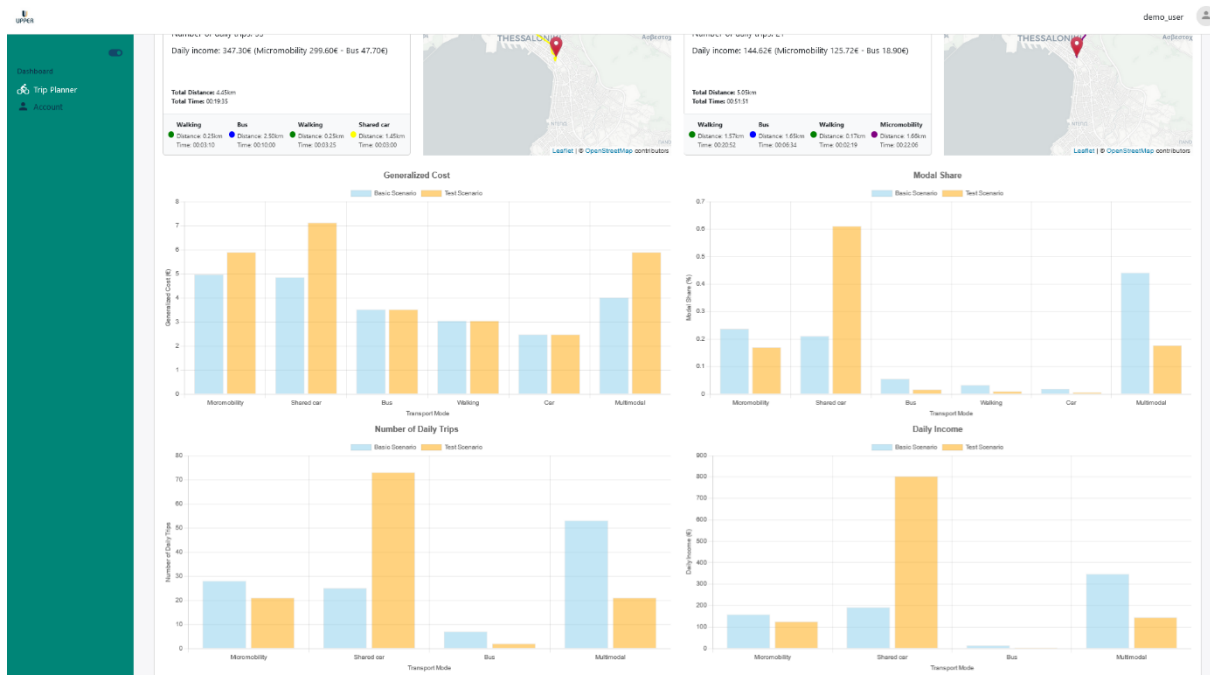 UPPER
demo_user
Dashboard
Trip Planner
Account
Daily income: 347.30€ (Micromobility 299.60€ - Bus 47.70€)
Total Distance: 4.45km
Total Time: 00:19:35
Walking Bus Walking Shared car
Distance: 0.25km Distance: 2.50km Distance: 0.25km Distance: 1.45km
Time: 00:03:10 Time: 00:10:00 Time: 00:03:25 Time: 00:03:00
THESSALONIKI
Leaflet | © OpenStreetMap contributors
Daily income: 144.62€ (Micromobility 125.72€ - Bus 18.90€)
Total Distance: 5.05km
Total Time: 00:51:51
Walking Bus Walking Micromobility
Distance: 1.57km Distance: 1.65km Distance: 0.17km Distance: 1.66km
Time: 00:20:52 Time: 00:06:34 Time: 00:02:19 Time: 00:22:06
THESSALONIKI
Leaflet | © OpenStreetMap contributors
Generalized Cost
Basic Scenario Test Scenario
Generalized Cost (€)
8
7
6
5
4
3
2
1
0
Micromobility Shared car Bus Walking Car Multimodal
Transport Mode
Modal Share
Basic Scenario Test Scenario
Modal Share (%)
0.7
0.6
0.5
0.4
0.3
0.2
0.1
0
Micromobility Shared car Bus Walking Car Multimodal
Transport Mode
Number of Daily Trips
Basic Scenario Test Scenario
Number of Daily Trips
80
70
60
50
40
30
20
10
0
Micromobility Shared car Bus Multimodal
Transport Mode
Daily Income
Basic Scenario Test Scenario
Daily Income (€)
900
800
700
600
500
400
300
200
100
0
Micromobility Shared car Bus Multimodal
Transport Mode